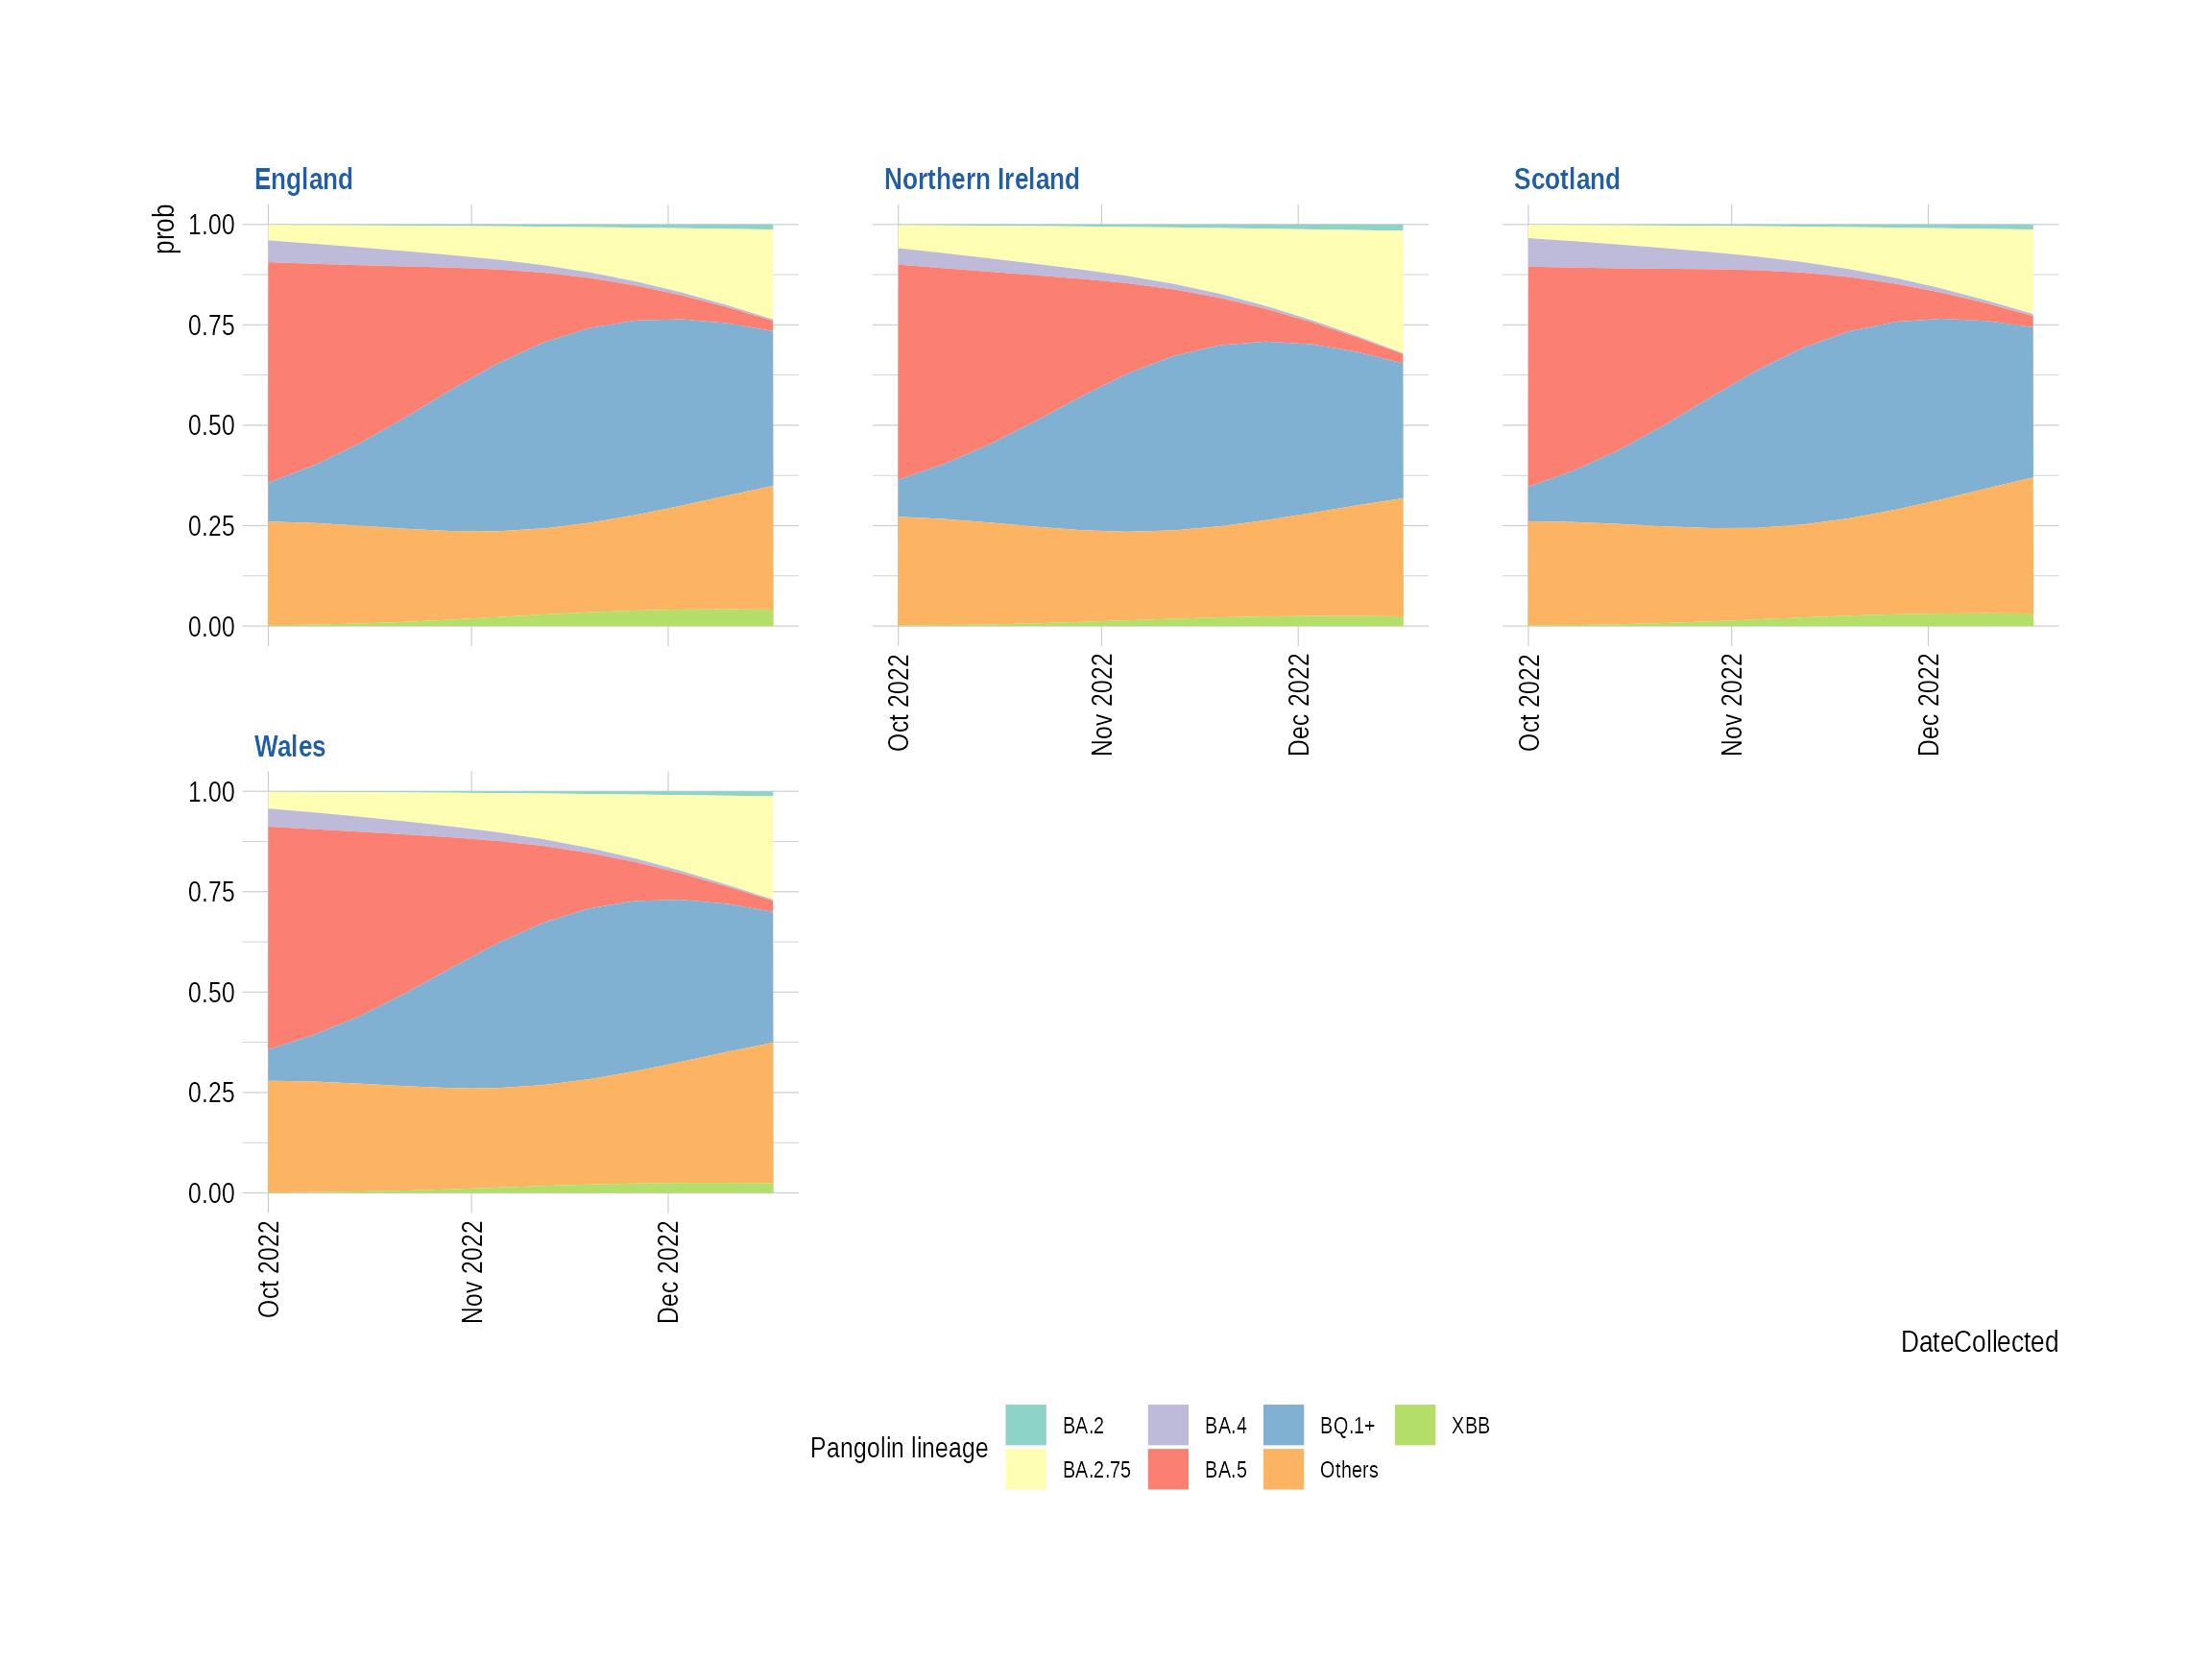 England
Northern Ireland
Scotland
prob
1.00
0.75
0.50
0.25
0.00
Oct 2022
Nov 2022
Dec 2022
Oct 2022
Nov 2022
Dec 2022
Wales
1.00
0.75
0.50
0.25
0.00
Oct 2022
Nov 2022
Dec 2022
DateCollected
Pangolin lineage
BA.2
BA.4
BQ.1+
XBB
BA.2.75
BA.5
Others